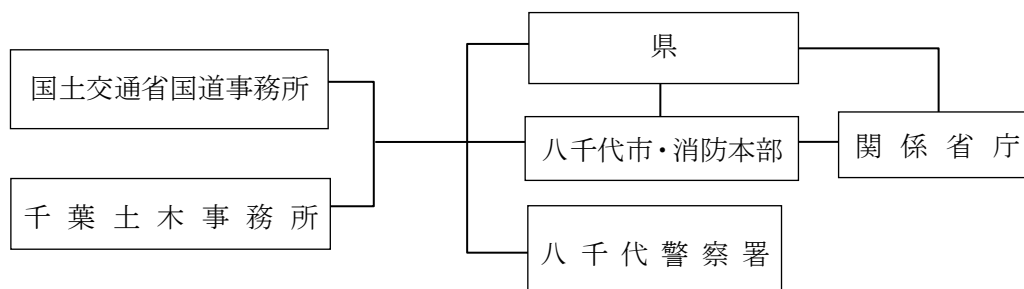 県
国土交通省国道事務所
八千代市・消防本部
関係省庁
千葉土木事務所
八千代警察署